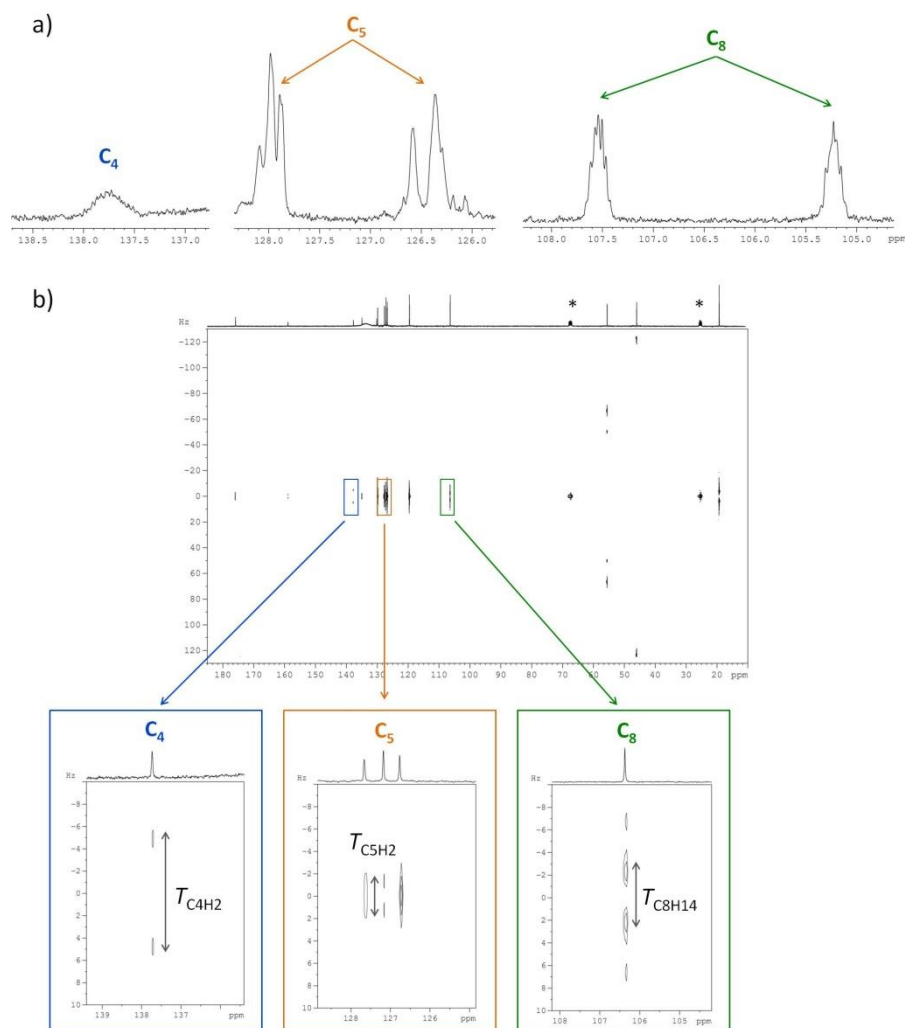 a)
C4
C5
C8
138.5 138.0 137.5 137.0 ppm
128.0 127.5 127.0 126.5 126.0 ppm
108.0 107.5 107.0 106.5 106.0 105.5 105.0 ppm
b)
* *
Hz
-120
-100
-80
-60
-40
-20
0
20
40
60
80
100
120
180 170 160 150 140 130 120 110 100 90 80 70 60 50 40 30 20 ppm
C4
Hz
-8
-6
-4
-2
0
2
4
6
8
10
TC4H2
139 138 137 ppm
C5
Hz
-8
-6
-4
-2
0
2
4
6
8
10
TC5H2
128 126 ppm
C8
Hz
-8
-6
-4
-2
0
2
4
6
8
10
TC8H14
108 106 105 ppm